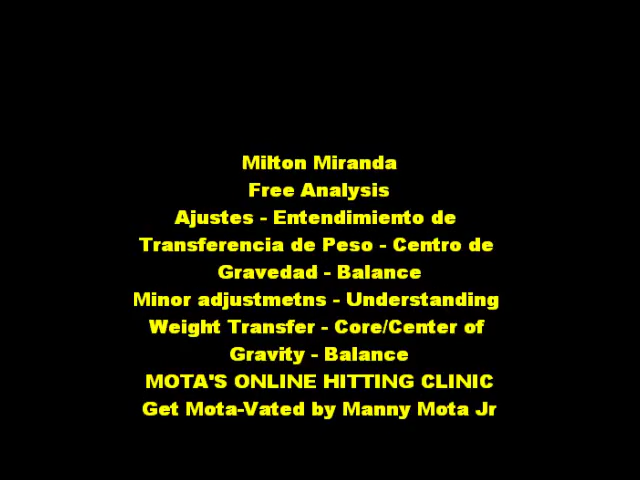 Milton Miranda
Free Analysis
Ajustes - Entendimiento de
Transferencia de Peso - Centro de
Gravedad - Balance
Minor adjustmetns - Understanding
Weight Transfer - Core/Center of
Gravity - Balance
MOTA'S ONLINE HITTING CLINIC
Get Mota-Vated by Manny Mota Jr